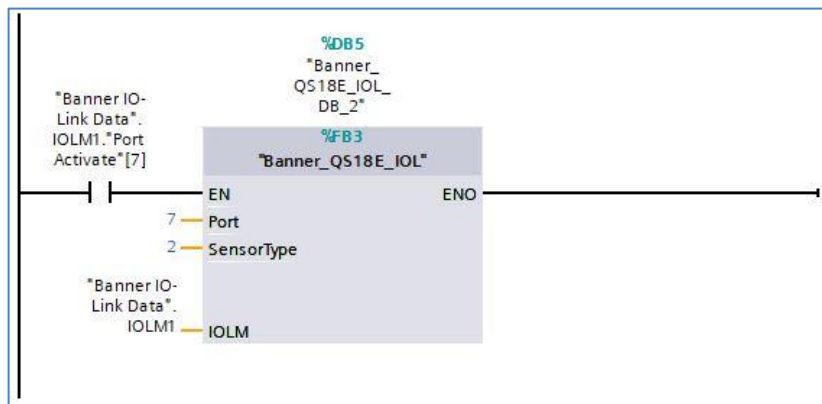 %DB5
"Banner_
QS18E_IOL_
DB_2"
"Banner IO-
Link Data".
IOLM1."Port
Activate"[7]
%FB3
"Banner_QS18E_IOL"
EN
ENO
7
Port
2
SensorType
"Banner IO-
Link Data".
IOLM1
IOLM